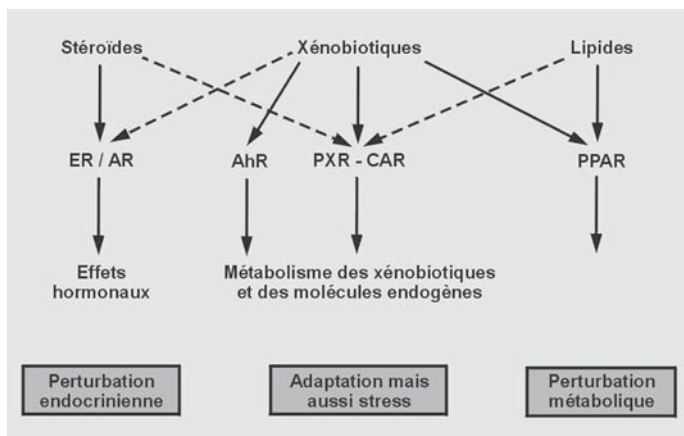 Stéroïdes
Xénobiotiques
Lipides
ER / AR
AhR
PXR - CAR
PPAR
Effets
hormonaux
Métabolisme des xénobiotiques
et des molécules endogènes
Perturbation
endocrinienne
Adaptation mais
aussi stress
Perturbation
métabolique